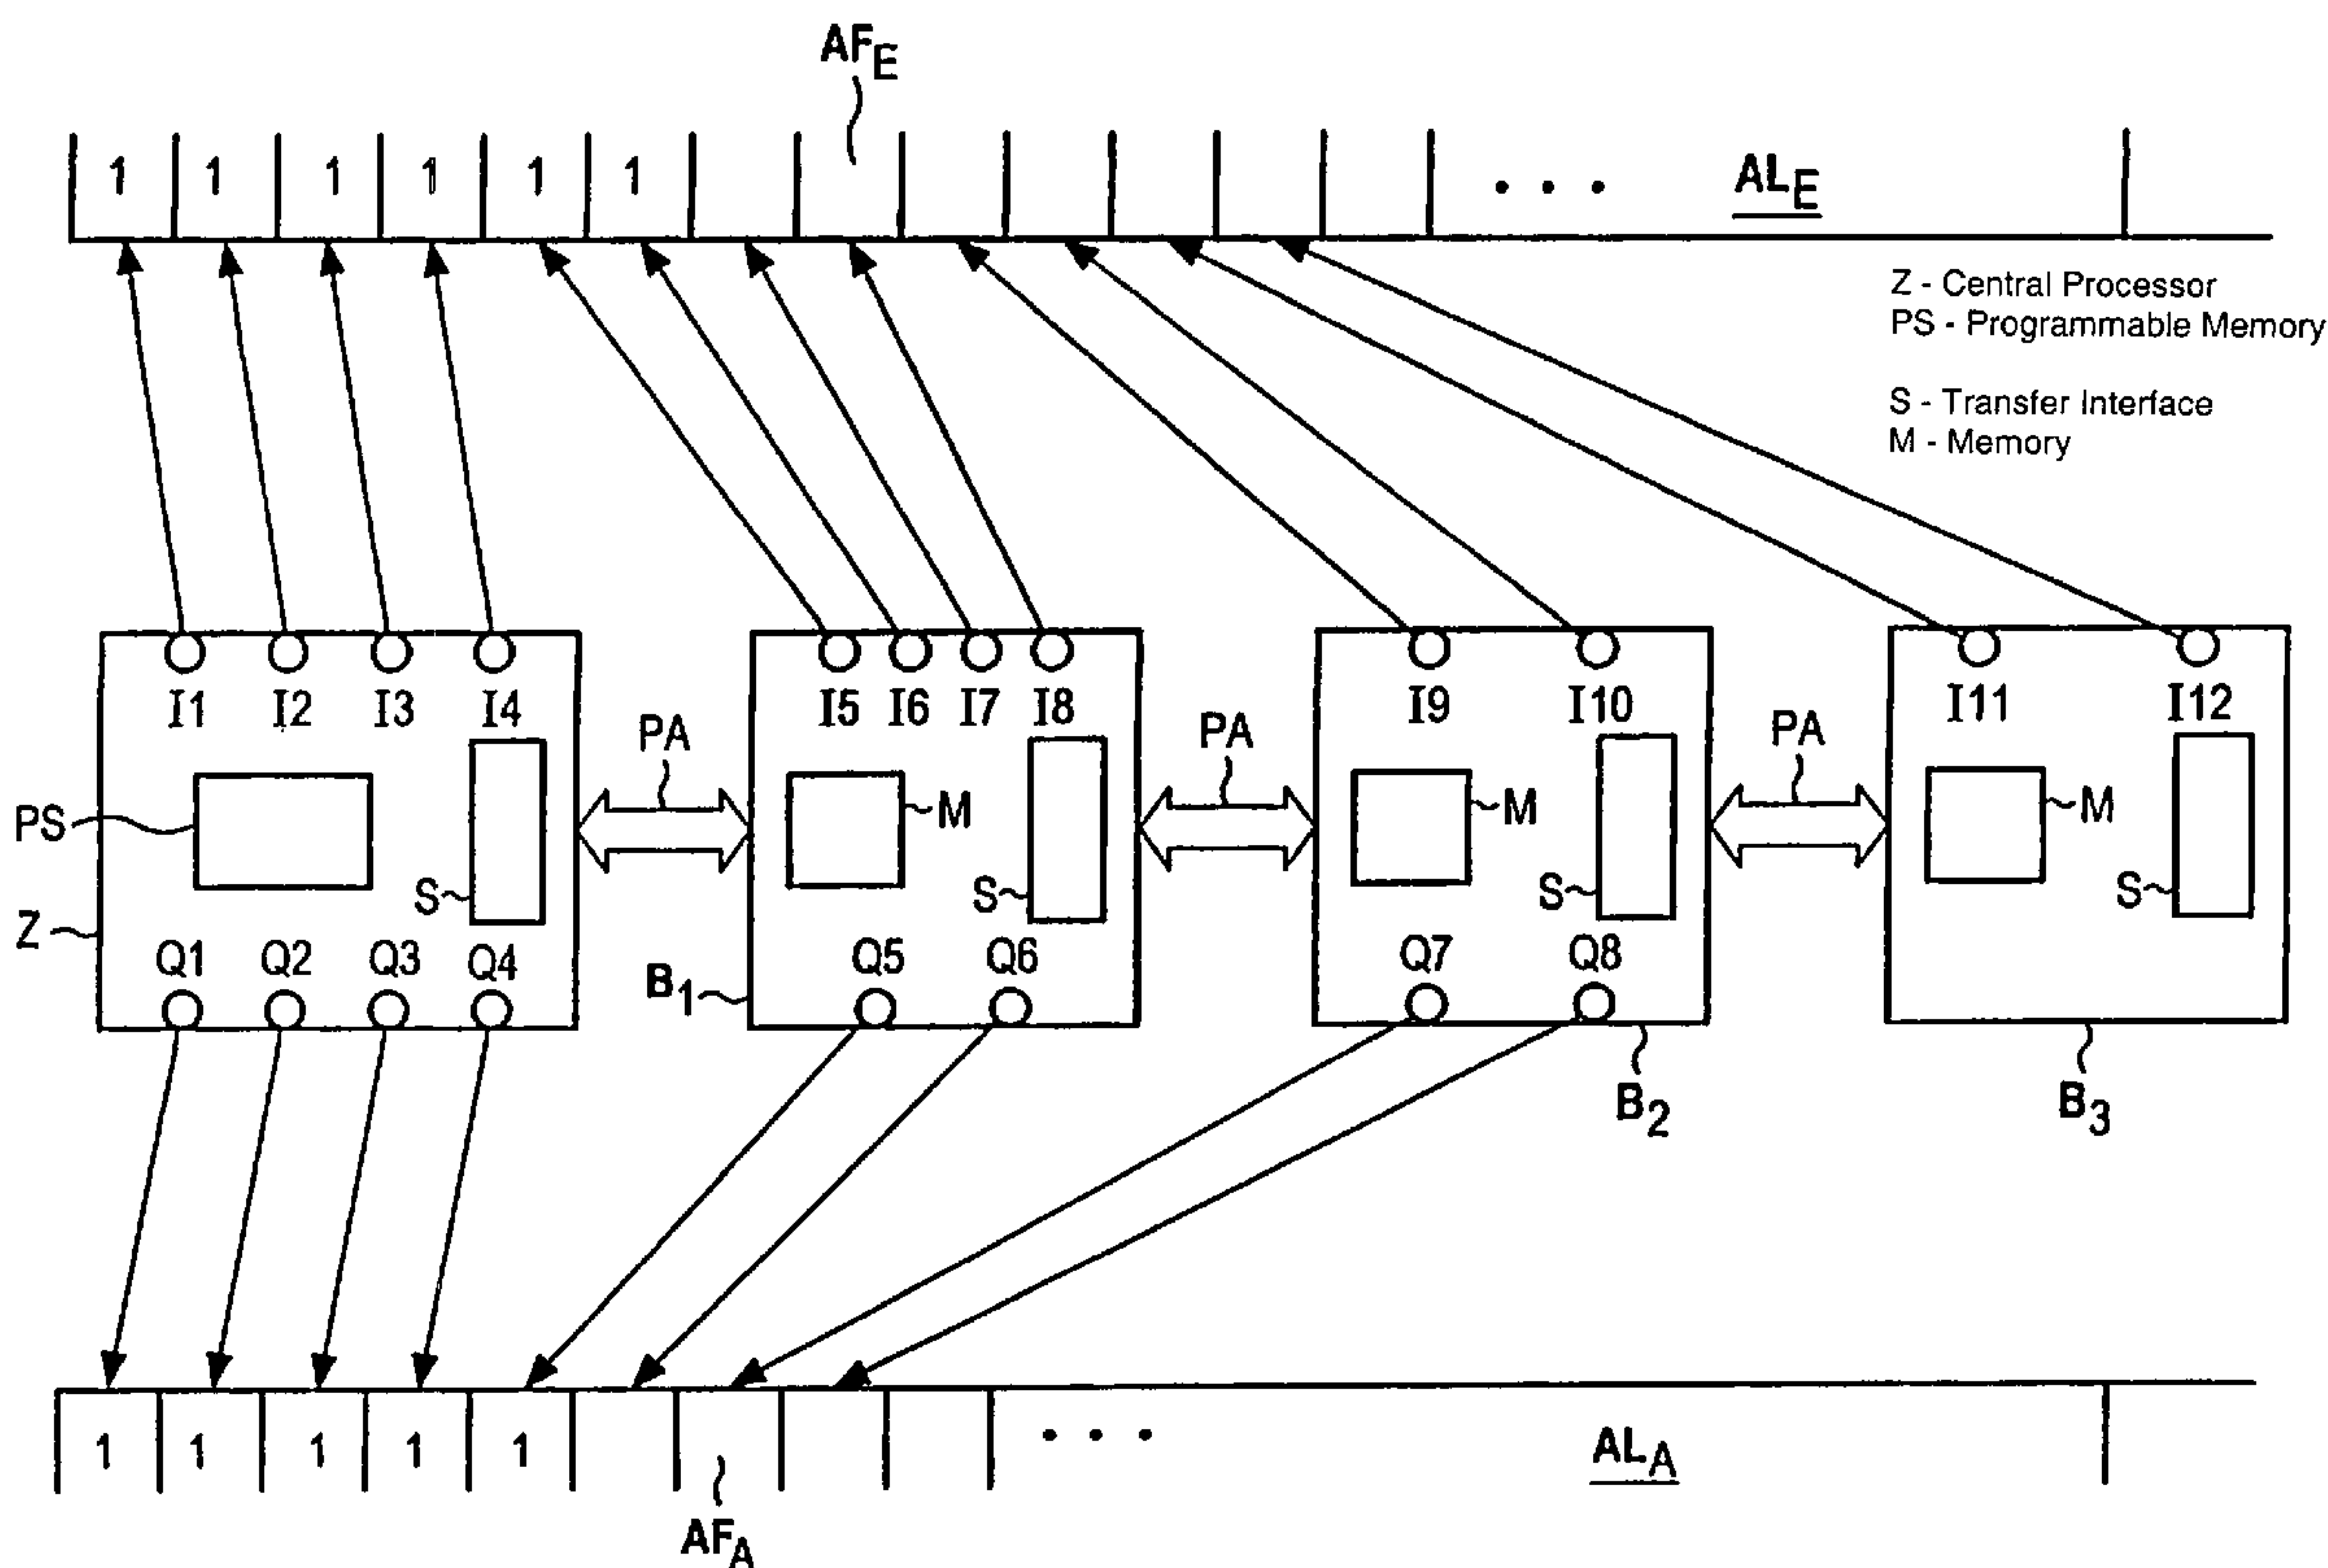 AFE
1 1 1 1 1 1 . . . ALE
Z - Central Processor
PS - Programmable Memory
S - Transfer Interface
M - Memory
I1 I2 I3 I4 I5 I6 I7 I8 I9 I10 I11 I12
PA PA PA
PS M M M
S S S S
Z
Q1 Q2 Q3 Q4 Q5 Q6 Q7 Q8
B1
B2 B3
1 1 1 1 1 . . . ALA
AFA